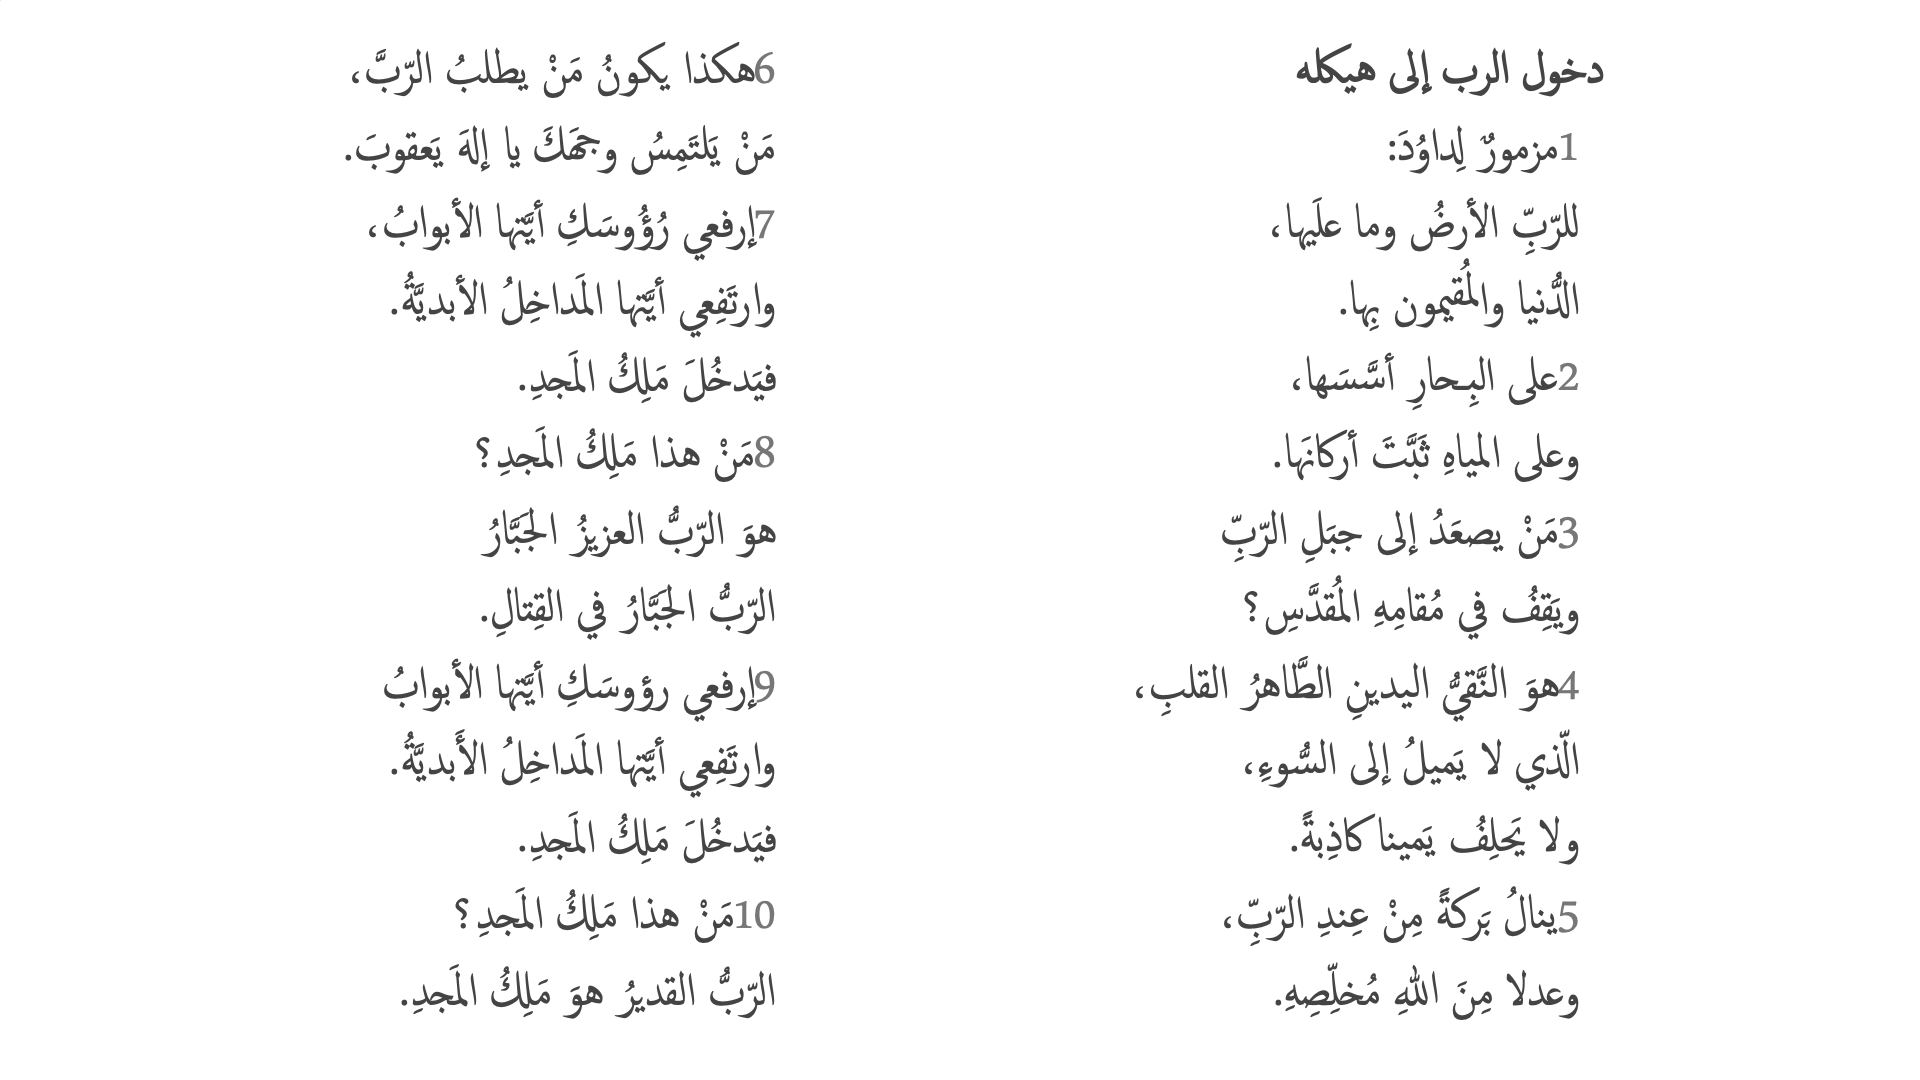 دخول الرب إلى هيكله
1مزمورٌ لِداوُدَ:
للرّبِّ الأرضُ وما علَيها،
الدُّنيا والمُقيمون بِها.
2على البِـحارِ أسَّسَها،
وعلى المياهِ ثَبَّتَ أركانَها.
3مَنْ يصعَدُ إلى جبَلِ الرّبِّ
ويَقِفُ في مُقامِهِ المُقدَّسِ؟
4هوَ النَّقيُّ اليدينِ الطَّاهرُ القلبِ،
الّذي لا يَميلُ إلى السُّوءِ،
ولا يَحلِفُ يَمينا كاذِبةً.
5ينالُ بَركةً مِنْ عِندِ الرّبِّ،
وعدلا مِنَ اللهِ مُخلِّصِهِ.
6هكذا يكونُ مَنْ يطلبُ الرّبَّ،
مَنْ يَلتَمِسُ وجهَكَ يا إلهَ يَعقوبَ.
7إرفعي رُؤُوسَكِ أيَّتها الأبوابُ،
وارتَفِعي أيَّتها المَداخِلُ الأبديَّةُ.
فيَدخُلَ مَلِكُ المَجدِ.
8مَنْ هذا مَلِكُ المَجدِ؟
هوَ الرّبُّ العزيزُ الجَبَّارُ
الرّبُّ الجَبَّارُ في القِتالِ.
9إرفعي رؤوسَكِ أيَّتها الأبوابُ
وارتَفِعي أيَّتها المَداخِلُ الأَبديَّةُ.
فيَدخُلَ مَلِكُ المَجدِ.
10مَنْ هذا مَلِكُ المَجدِ؟
الرّبُّ القديرُ هوَ مَلِكُ المَجدِ.